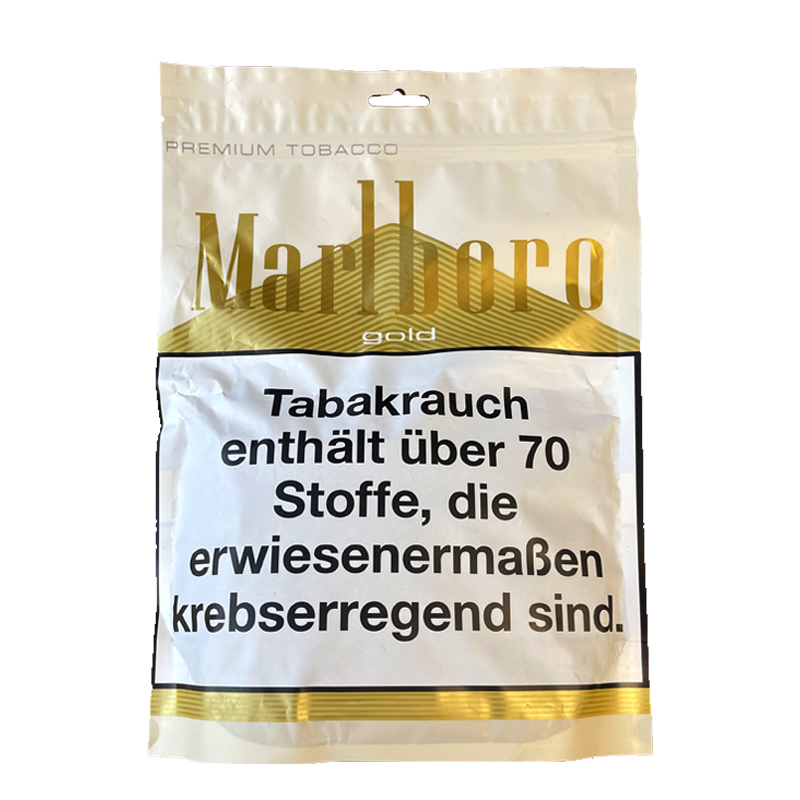 PREMIUM TOBACCO
Marlboro
gold
Tabakrauch
enthält über 70
Stoffe, die
erwiesenermaßen
krebserregend sind.